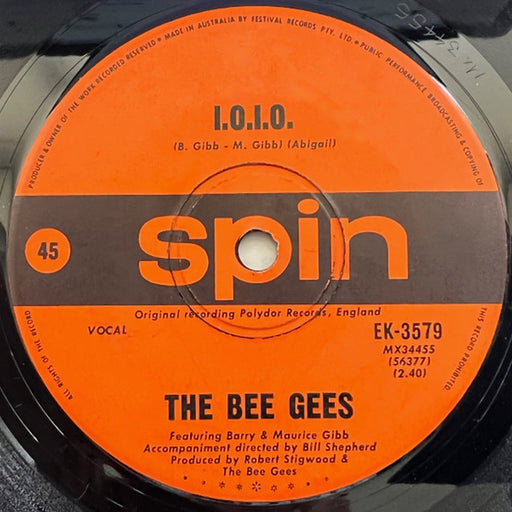 PRODUCER & OWNER OF THE WORK RECORDED RESERVED ★ MADE IN AUSTRALIA BY FESTIVAL RECORDS PTY. LTD. ★ PUBLIC PERFORMANCE BROADCASTING & COPYING OF
I.O.I.O.
(B. Gibb - M. Gibb) (Abigail)
45
spin
Original recording Polydor Records, England
VOCAL
EK-3579
MX34455
(56377)
(2.40)
THE BEE GEES
Featuring Barry & Maurice Gibb
Accompaniment directed by Bill Shepherd
Produced by Robert Stigwood &
The Bee Gees
ALL RIGHTS OF THE RECORD
THIS RECORD PROHIBITED.